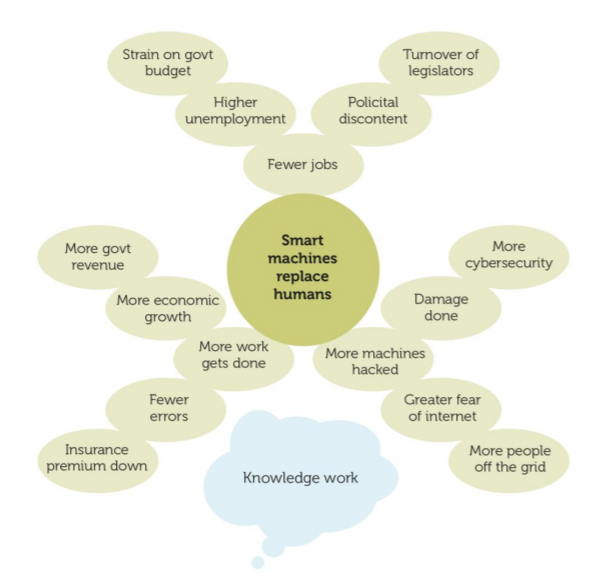 Strain on govt
budget
Turnover of
legislators
Higher
unemployment
Policital
discontent
Fewer jobs
Smart
machines
replace
humans
More govt
revenue
More
cybersecurity
More economic
growth
Damage
done
More work
gets done
More machines
hacked
Fewer
errors
Greater fear
of internet
Insurance
premium down
Knowledge work
More people
off the grid